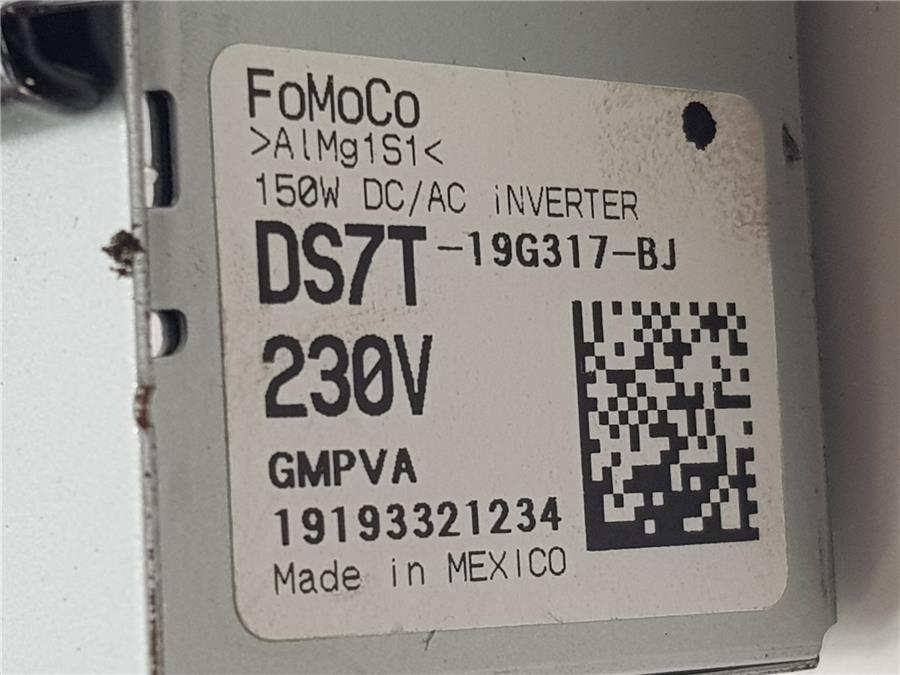 FoMoCo
>AlMg1S1<
150W DC/AC iNVERTER
DS7T-19G317-BJ
230V
GMPVA
19193321234
Made in MEXICO